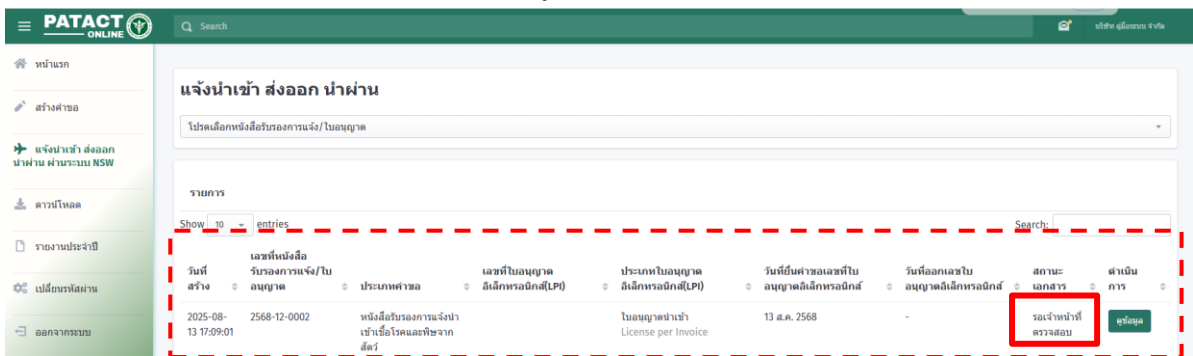 PATACT
ONLINE
Search
บริษัท คู่มือระบบ จำกัด
หน้าแรก
สร้างคำขอ
แจ้งนำเข้า ส่งออก
นำผ่าน ผ่านระบบ NSW
ดาวน์โหลด
รายงานประจำปี
เปลี่ยนรหัสผ่าน
ออกจากระบบ
แจ้งนำเข้า ส่งออก นำผ่าน
โปรดเลือกหนังสือรับรองการแจ้ง/ใบอนุญาต
รายการ
Show 10 entries
Search:
วันที่
สร้าง
เลขที่หนังสือ
รับรองการแจ้ง/ใบ
อนุญาต
ประเภทคำขอ
เลขที่ใบอนุญาต
อิเล็กทรอนิกส์(LPI)
ประเภทใบอนุญาต
อิเล็กทรอนิกส์(LPI)
วันที่ยื่นคำขอเลขที่ใบ
อนุญาตอิเล็กทรอนิกส์
วันที่ออกเลขใบ
อนุญาตอิเล็กทรอนิกส์
สถานะ
เอกสาร
ดำเนิน
การ
2025-08-
13 17:09:01
2568-12-0002
หนังสือรับรองการแจ้งนำ
เข้าเชื้อโรคและพิษจาก
สัตว์
ใบอนุญาตนำเข้า
License per Invoice
13 ส.ค. 2568
-
รอเจ้าหน้าที่
ตรวจสอบ
ดูข้อมูล